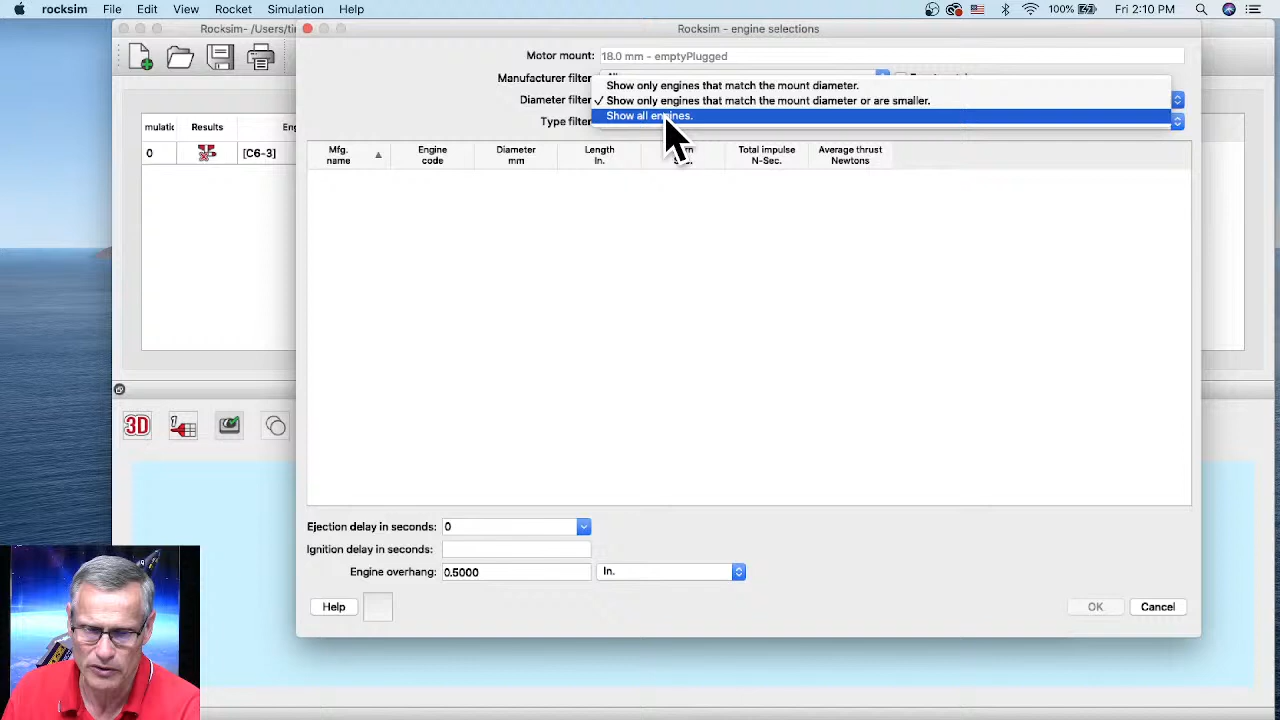 rocksim File Edit View Rocket Simulation Help 100% Fri 2:10 PM
Rocksim- /Users/ti
Rocksim - engine selections
Motor mount: 18.0 mm - emptyPlugged
Manufacturer filter
Show only engines that match the mount diameter.
Diameter filter ✓ Show only engines that match the mount diameter or are smaller.
Type filter Show all engines.
mulatic Results Eng
0 [C6-3]
Mfg. name Engine code Diameter mm Length In. Total impulse N-Sec. Average thrust Newtons
3D
Ejection delay in seconds: 0
Ignition delay in seconds:
Engine overhang: 0.5000 In.
Help OK Cancel